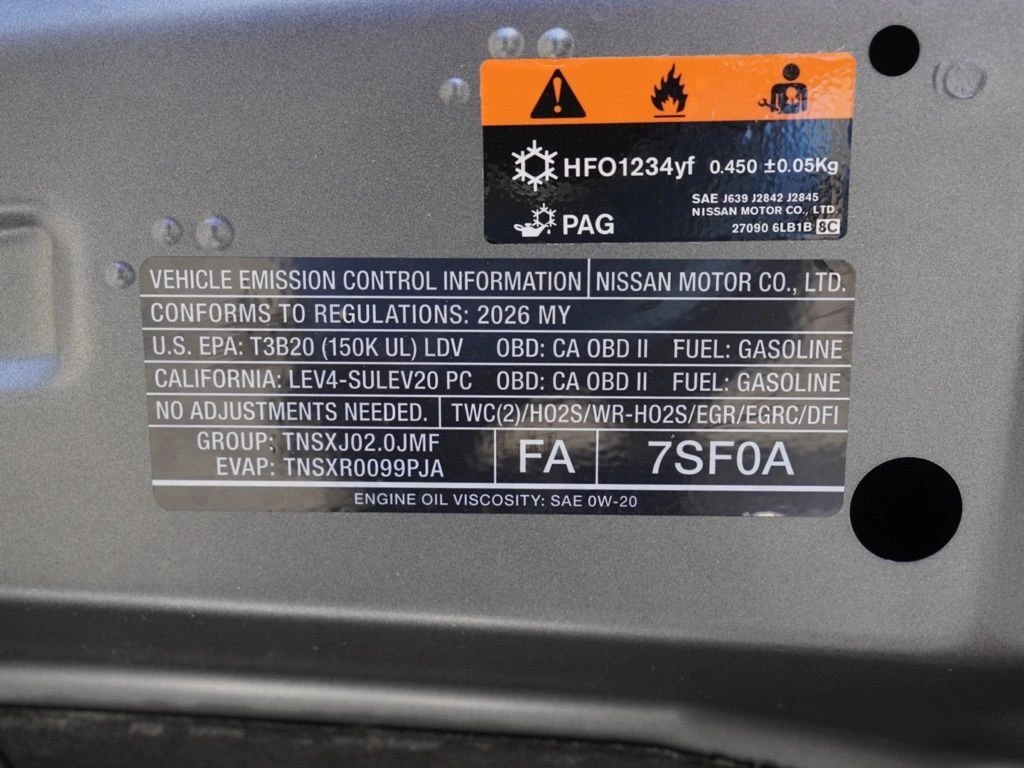 HFO1234yf 0.450 ±0.05Kg
SAE J639 J2842 J2845
NISSAN MOTOR CO., LTD.
PAG
27090 6LB1B 8C
VEHICLE EMISSION CONTROL INFORMATION NISSAN MOTOR CO., LTD.
CONFORMS TO REGULATIONS: 2026 MY
U.S. EPA: T3B20 (150K UL) LDV OBD: CA OBD II FUEL: GASOLINE
CALIFORNIA: LEV4-SULEV20 PC OBD: CA OBD II FUEL: GASOLINE
NO ADJUSTMENTS NEEDED. TWC(2)/HO2S/WR-HO2S/EGR/EGRC/DFI
GROUP: TNSXJ02.0JMF
EVAP: TNSXR0099PJA
FA 7SF0A
ENGINE OIL VISCOSITY: SAE 0W-20